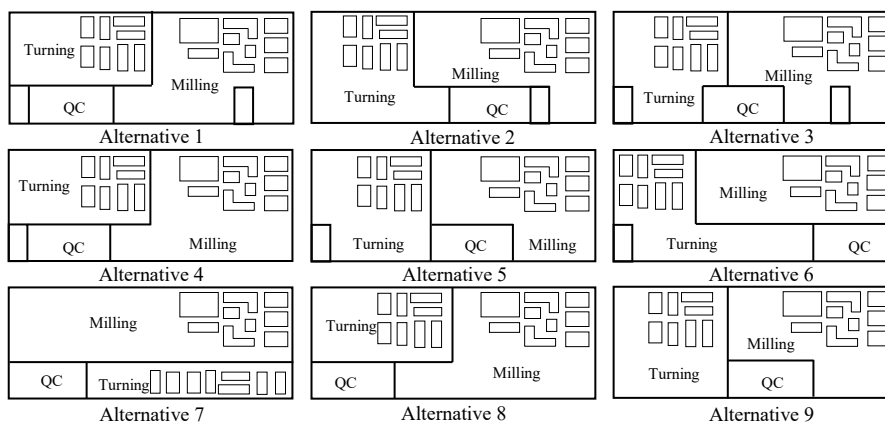 Turning
Milling
QC
Alternative 1
Milling
Turning
QC
Alternative 2
Milling
Turning
QC
Alternative 3
Turning
QC
Milling
Alternative 4
Turning
QC
Milling
Alternative 5
Milling
Turning
QC
Alternative 6
Milling
QC
Turning
Alternative 7
Turning
Milling
QC
Alternative 8
Milling
Turning
QC
Alternative 9